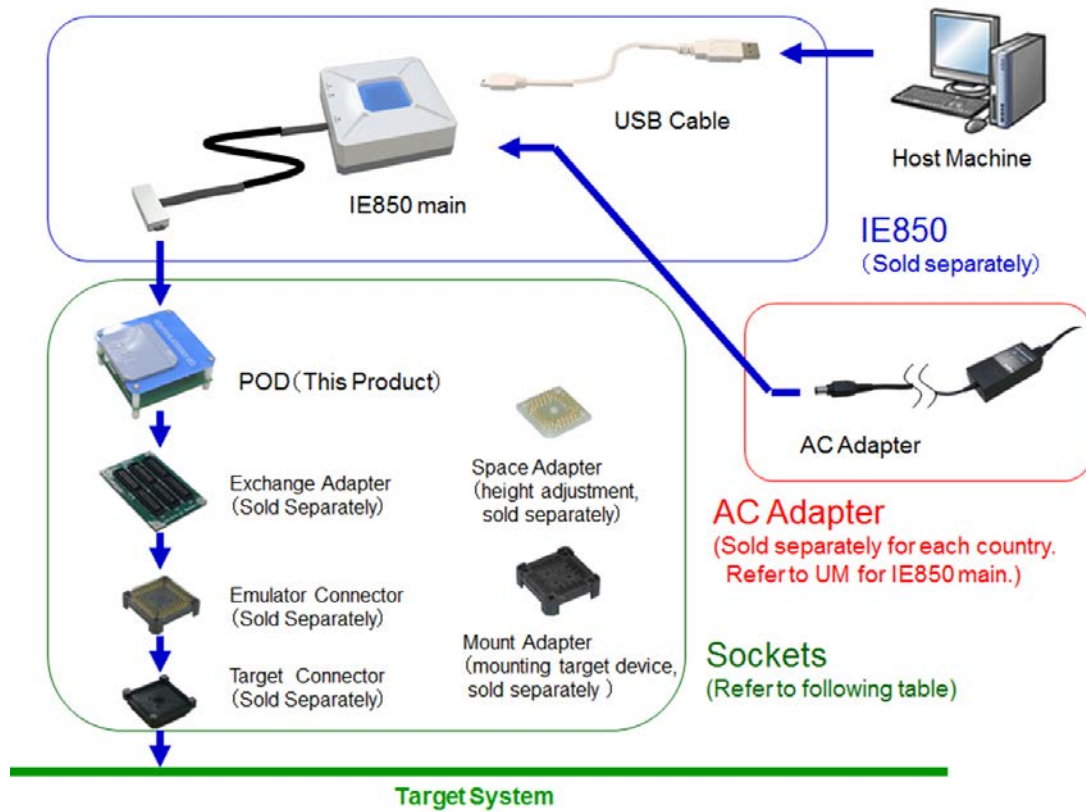 USB Cable
Host Machine
IE850 main
IE850
(Sold separately)
POD(This Product)
AC Adapter
Exchange Adapter
(Sold Separately)
Space Adapter
(height adjustment,
sold separately)
AC Adapter
(Sold separately for each country.
Refer to UM for IE850 main.)
Emulator Connector
(Sold Separately)
Mount Adapter
(mounting target device,
sold separately )
Target Connector
(Sold Separately)
Sockets
(Refer to following table)
Target System